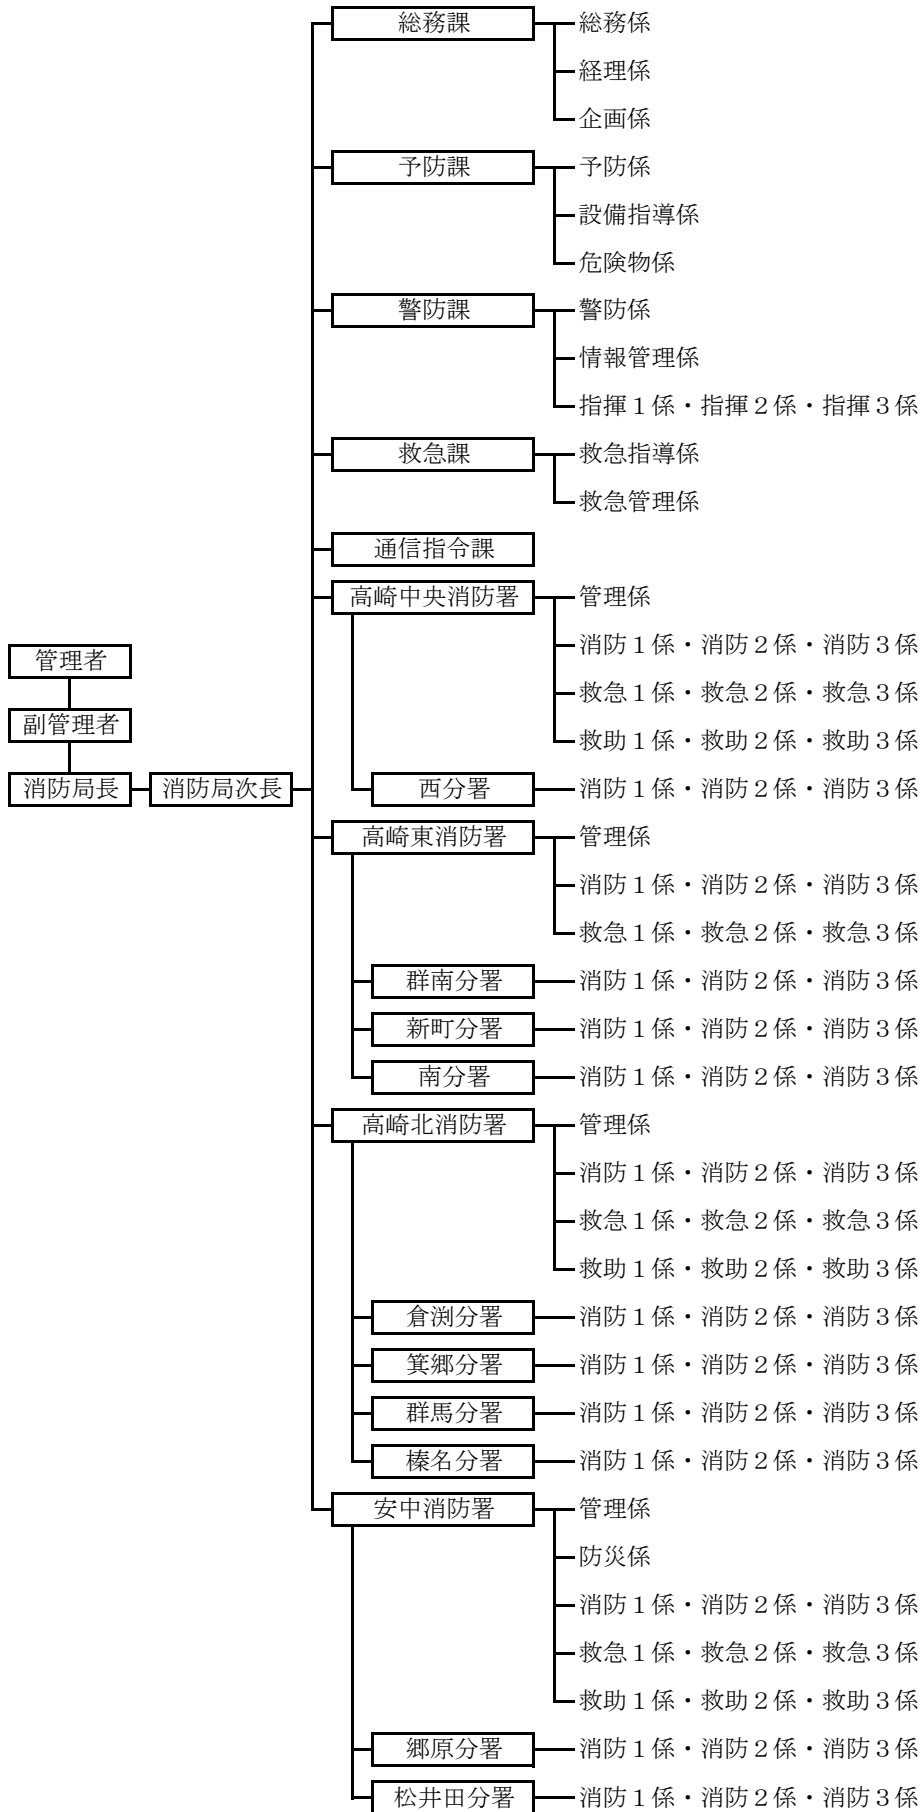 総務課 総務係
経理係
企画係
予防課 予防係
設備指導係
危険物係
警防課 警防係
情報管理係
指揮１係・指揮２係・指揮３係
救急課 救急指導係
救急管理係
通信指令課
高崎中央消防署 管理係
消防１係・消防２係・消防３係
管理者
救急１係・救急２係・救急３係
副管理者
救助１係・救助２係・救助３係
消防局長 消防局次長 西分署 消防１係・消防２係・消防３係
高崎東消防署 管理係
消防１係・消防２係・消防３係
救急１係・救急２係・救急３係
群南分署 消防１係・消防２係・消防３係
新町分署 消防１係・消防２係・消防３係
南分署 消防１係・消防２係・消防３係
高崎北消防署 管理係
消防１係・消防２係・消防３係
救急１係・救急２係・救急３係
救助１係・救助２係・救助３係
倉渕分署 消防１係・消防２係・消防３係
箕郷分署 消防１係・消防２係・消防３係
群馬分署 消防１係・消防２係・消防３係
榛名分署 消防１係・消防２係・消防３係
安中消防署 管理係
防災係
消防１係・消防２係・消防３係
救急１係・救急２係・救急３係
救助１係・救助２係・救助３係
郷原分署 消防１係・消防２係・消防３係
松井田分署 消防１係・消防２係・消防３係